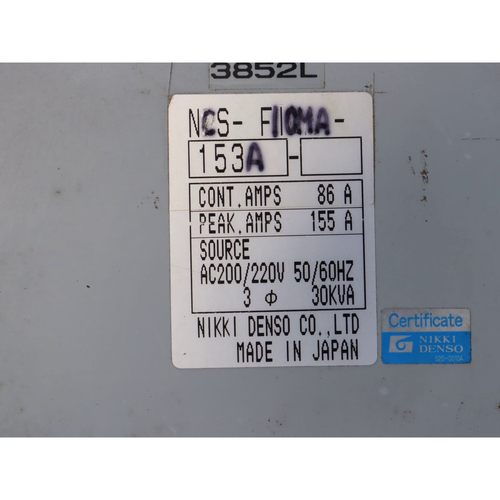 3852L
NCS- FI10MA-
153A -
CONT.AMPS 86 A
PEAK.AMPS 155 A
SOURCE
AC200/220V 50/60HZ
3 φ 30KVA
NIKKI DENSO CO.,LTD
MADE IN JAPAN
Certificate
NIKKI
DENSO